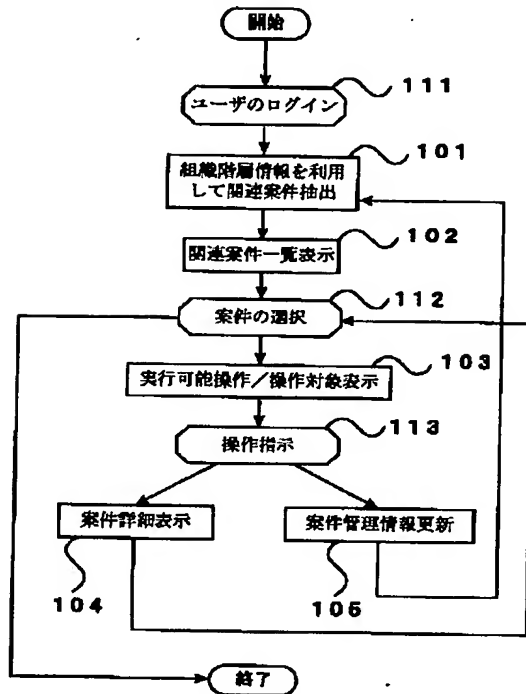 開始
ユーザのログイン
111
組織階層情報を利用
して関連案件抽出
101
関連案件一覧表示
102
案件の選択
112
実行可能操作／操作対象表示
103
操作指示
113
案件詳細表示
104
案件管理情報更新
105
終了